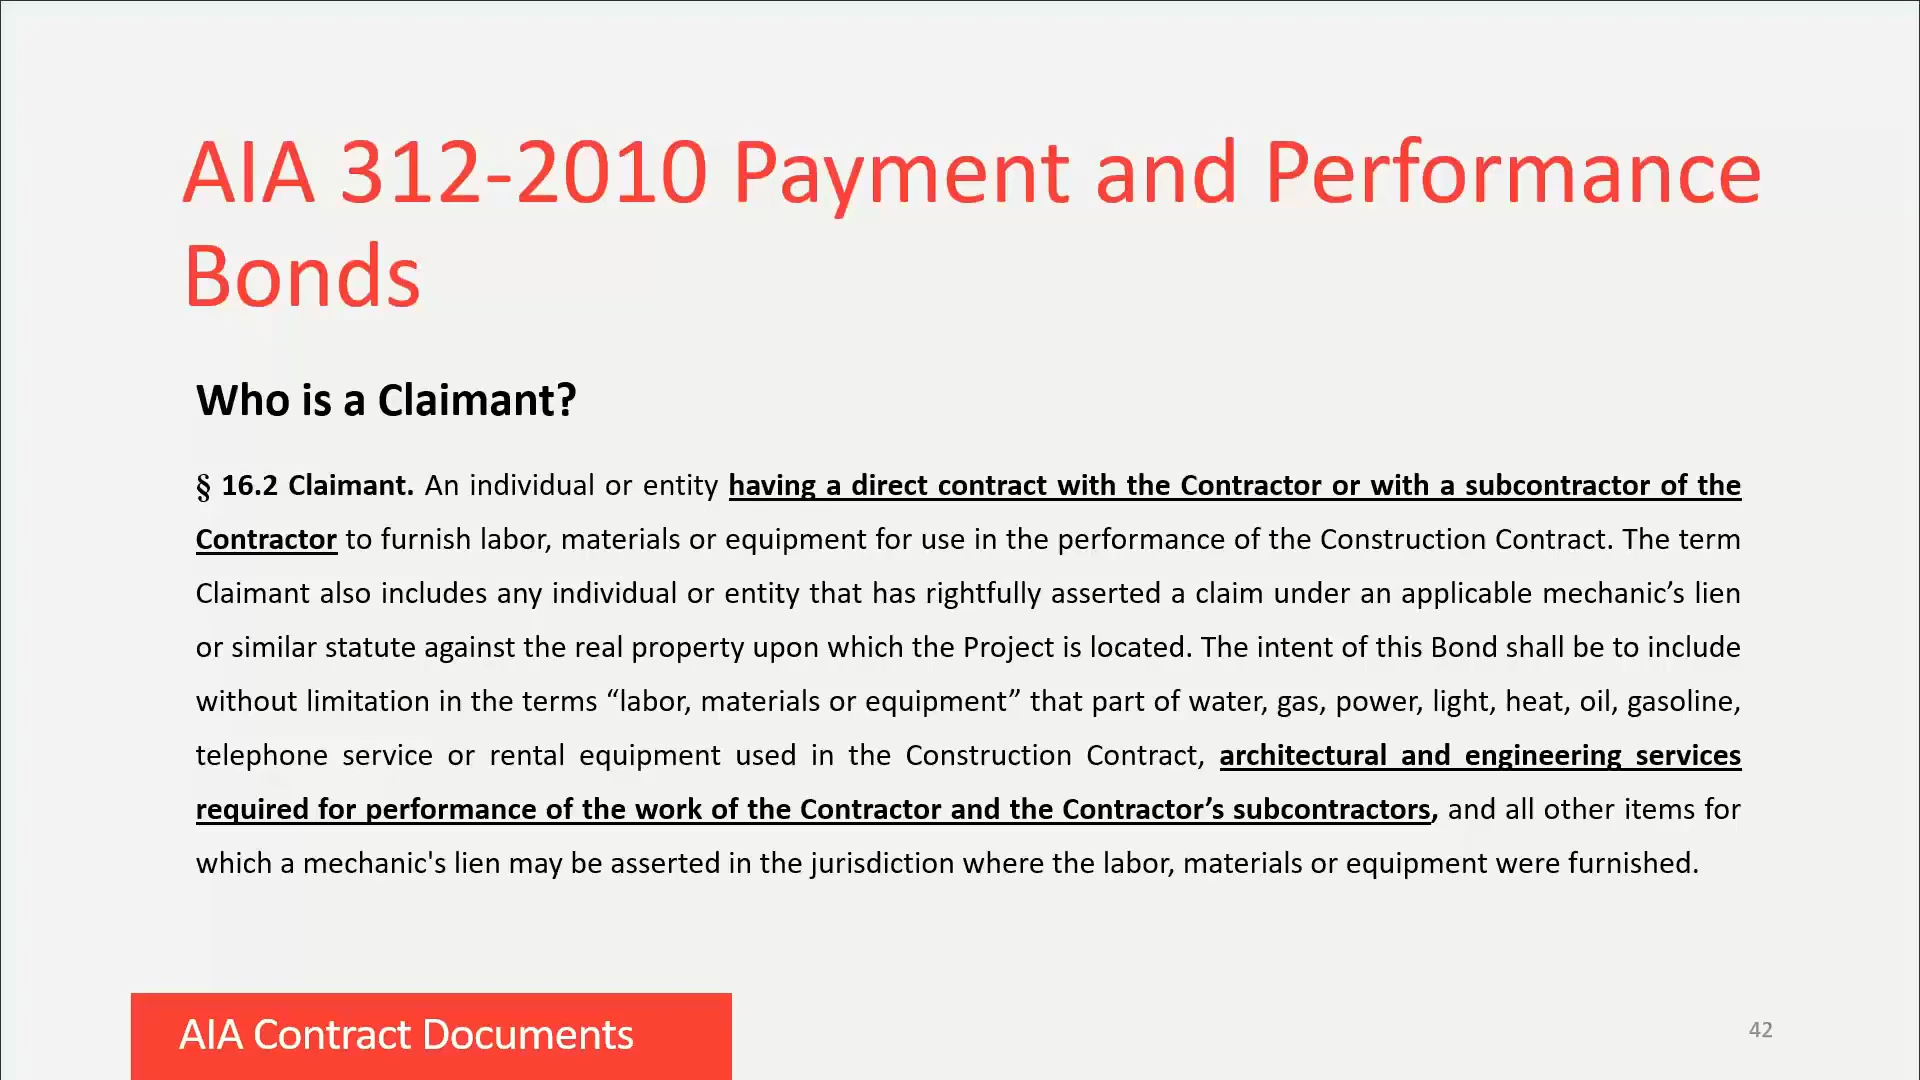 AIA 312-2010 Payment and Performance
Bonds
Who is a Claimant?
§ 16.2 Claimant. An individual or entity having a direct contract with the Contractor or with a subcontractor of the
Contractor to furnish labor, materials or equipment for use in the performance of the Construction Contract. The term
Claimant also includes any individual or entity that has rightfully asserted a claim under an applicable mechanic’s lien
or similar statute against the real property upon which the Project is located. The intent of this Bond shall be to include
without limitation in the terms “labor, materials or equipment” that part of water, gas, power, light, heat, oil, gasoline,
telephone service or rental equipment used in the Construction Contract, architectural and engineering services
required for performance of the work of the Contractor and the Contractor’s subcontractors, and all other items for
which a mechanic's lien may be asserted in the jurisdiction where the labor, materials or equipment were furnished.
AIA Contract Documents
42